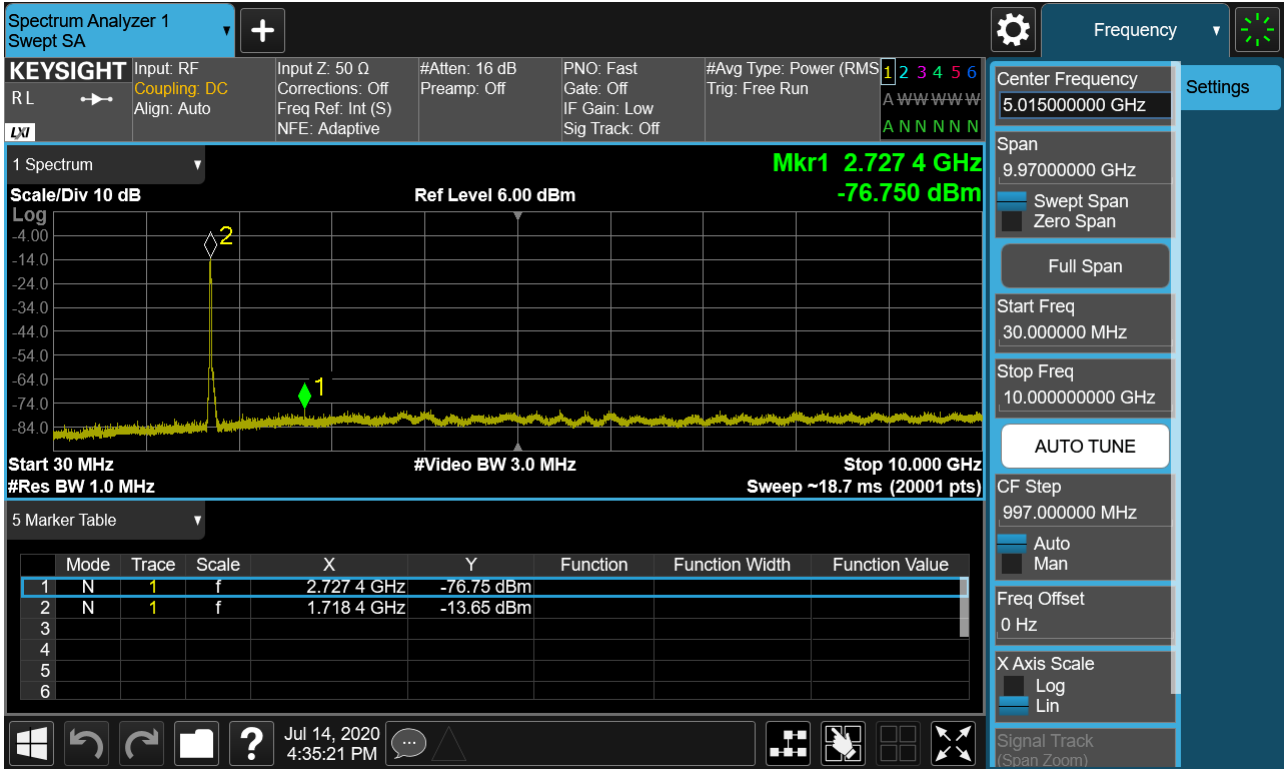 Spectrum Analyzer 1
Swept SA
Frequency
KEYSIGHT
R L
LXI
Input: RF
Coupling: DC
Align: Auto
Input Z: 50 Ω
Corrections: Off
Freq Ref: Int (S)
NFE: Adaptive
#Atten: 16 dB
Preamp: Off
PNO: Fast
Gate: Off
IF Gain: Low
Sig Track: Off
#Avg Type: Power (RMS
Trig: Free Run
1 2 3 4 5 6
A W W W W W
A N N N N N
Center Frequency
5.015000000 GHz
Settings
Span
9.97000000 GHz
Swept Span
Zero Span
Full Span
Start Freq
30.000000 MHz
Stop Freq
10.000000000 GHz
AUTO TUNE
CF Step
997.000000 MHz
Auto
Man
Freq Offset
0 Hz
X Axis Scale
Log
Lin
Signal Track
(Span Zoom)
1 Spectrum
Mkr1 2.727 4 GHz
-76.750 dBm
Scale/Div 10 dB
Ref Level 6.00 dBm
Log
-4.00
-14.0
-24.0
-34.0
-44.0
-54.0
-64.0
-74.0
-84.0
2
1
Start 30 MHz
#Video BW 3.0 MHz
Stop 10.000 GHz
#Res BW 1.0 MHz
Sweep ~18.7 ms (20001 pts)
5 Marker Table
Mode Trace Scale X Y Function Function Width Function Value
1 N 1 f 2.727 4 GHz -76.75 dBm
2 N 1 f 1.718 4 GHz -13.65 dBm
3
4
5
6
?
Jul 14, 2020
4:35:21 PM